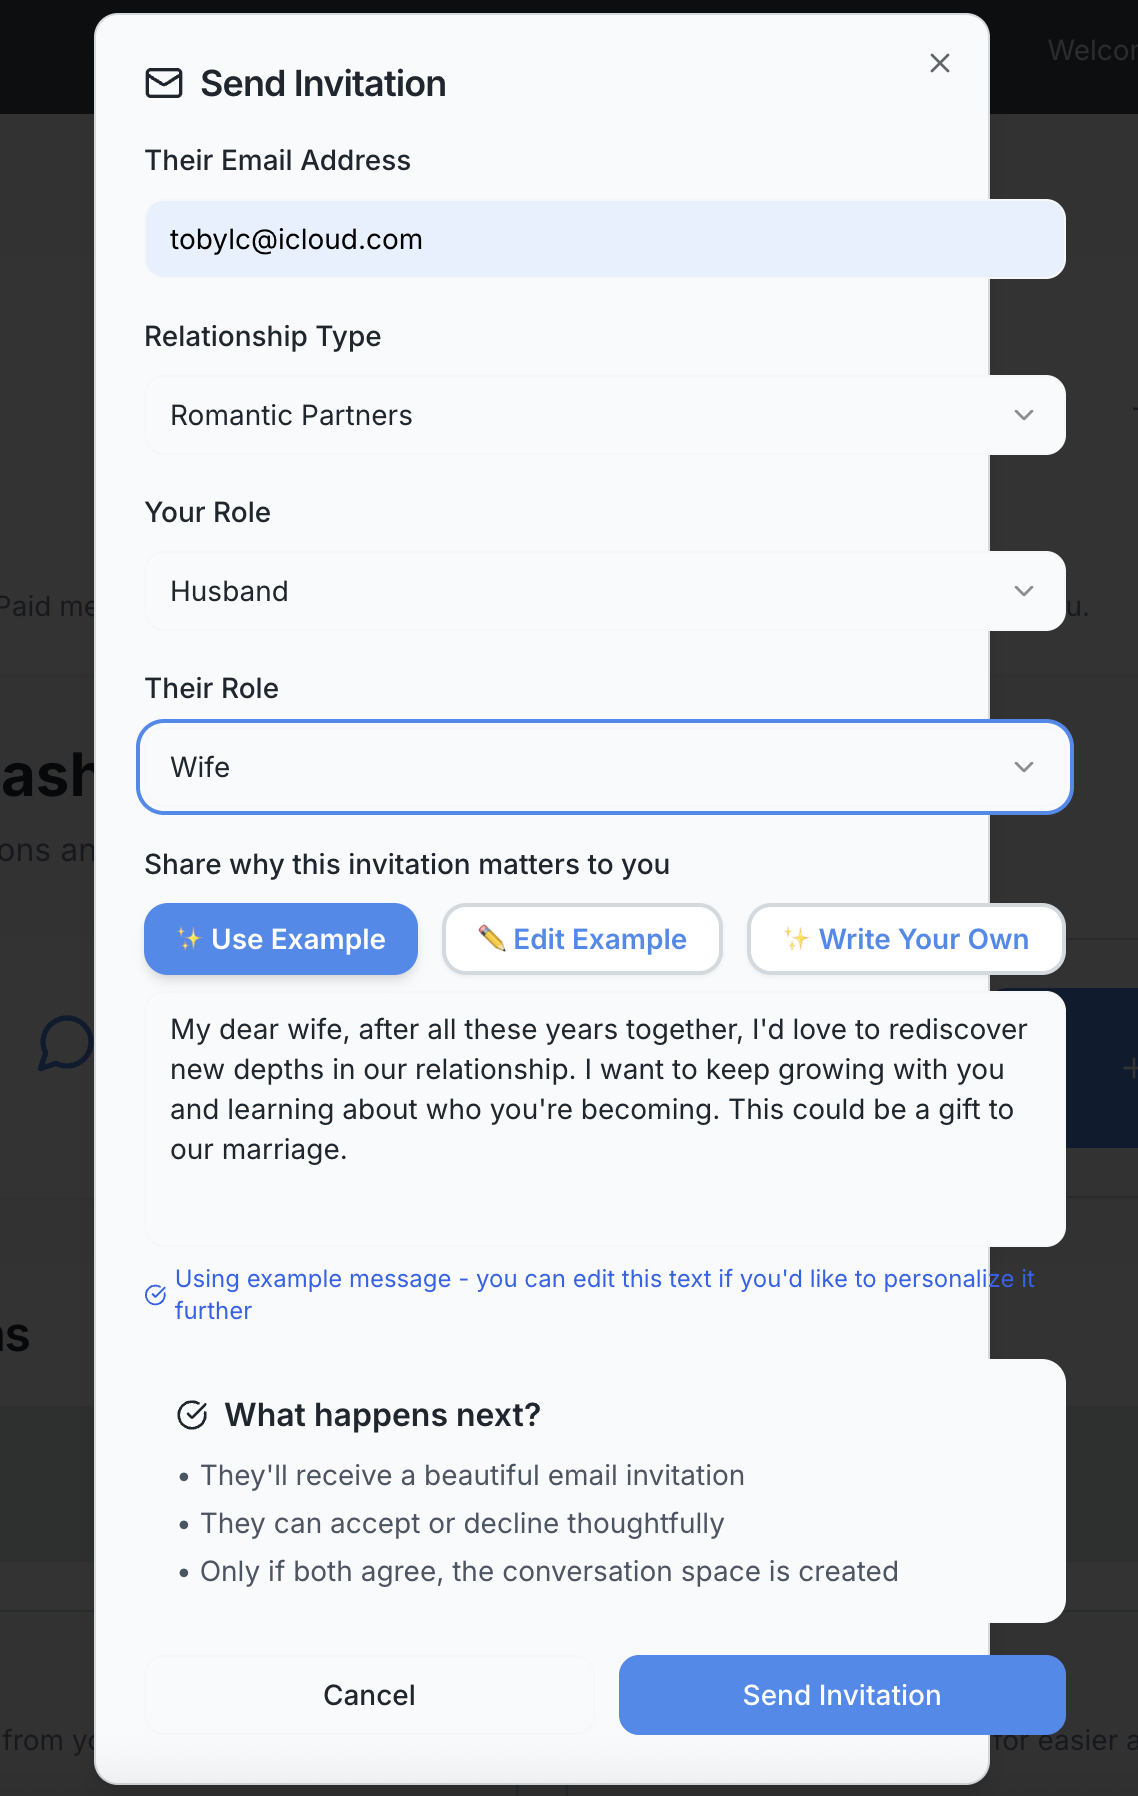 Welcor
Send Invitation
Their Email Address
tobylc@icloud.com
Relationship Type
Romantic Partners
Your Role
Husband
Paid me
u.
Their Role
Wife
ash
ons an
Share why this invitation matters to you
✨ Use Example
✏️ Edit Example
✨ Write Your Own
My dear wife, after all these years together, I'd love to rediscover
new depths in our relationship. I want to keep growing with you
and learning about who you're becoming. This could be a gift to
our marriage.
Using example message - you can edit this text if you'd like to personalize it
further
What happens next?
• They'll receive a beautiful email invitation
• They can accept or decline thoughtfully
• Only if both agree, the conversation space is created
Cancel
Send Invitation
from yo
for easier a